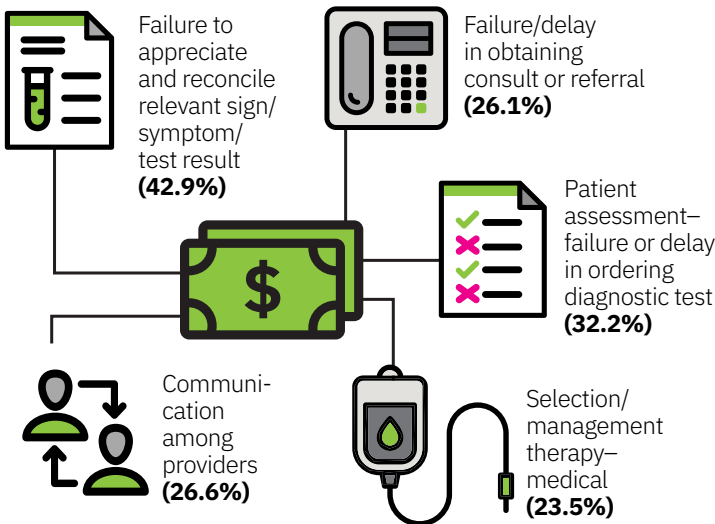 Failure to
appreciate
and reconcile
relevant sign/
symptom/
test result
(42.9%)
Failure/delay
in obtaining
consult or referral
(26.1%)
Patient
assessment–
failure or delay
in ordering
diagnostic test
(32.2%)
$
Communi-
cation
among
providers
(26.6%)
Selection/
management
therapy–
medical
(23.5%)